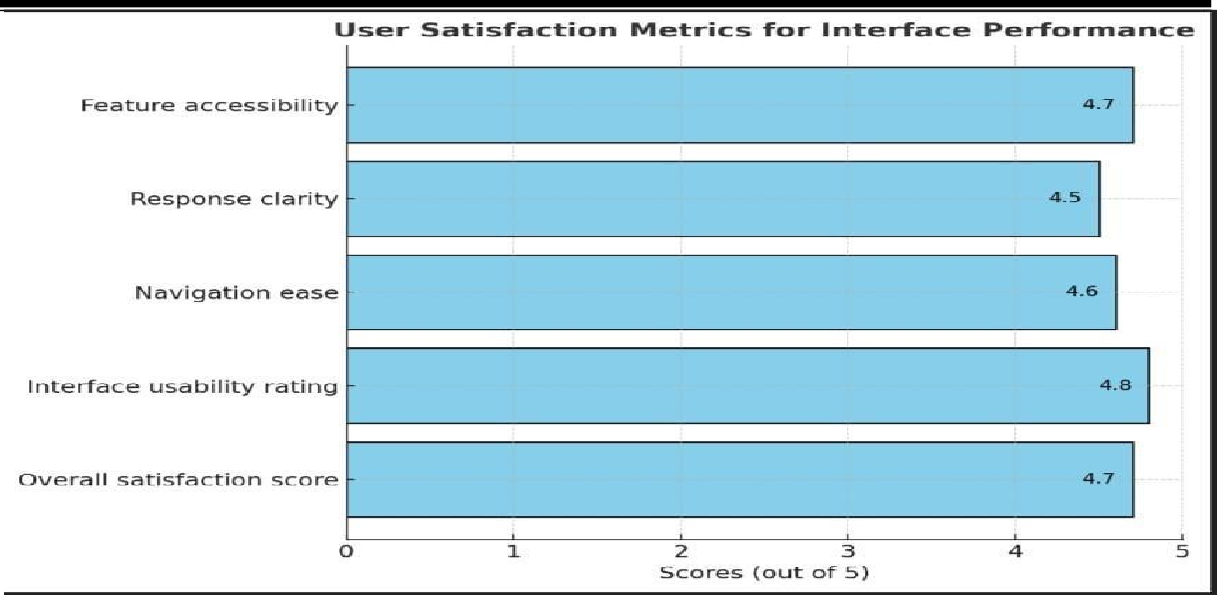 User Satisfaction Metrics for Interface Performance
Feature accessibility
4.7
Response clarity
4.5
Navigation ease
4.6
Interface usability rating
4.8
Overall satisfaction score
4.7
0 1 2 3 4 5
Scores (out of 5)